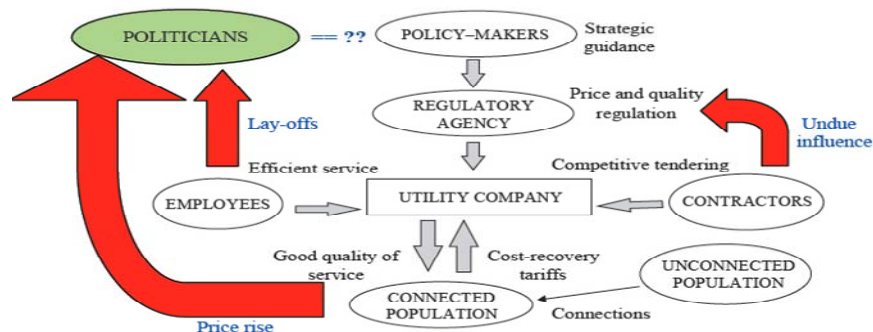 POLITICIANS
== ??
POLICY–MAKERS
Strategic
guidance
REGULATORY
AGENCY
Price and quality
regulation
Lay-offs
Undue
influence
Efficient service
Competitive tendering
EMPLOYEES
UTILITY COMPANY
CONTRACTORS
Good quality of
service
Cost-recovery
tariffs
UNCONNECTED
POPULATION
CONNECTED
POPULATION
Connections
Price rise